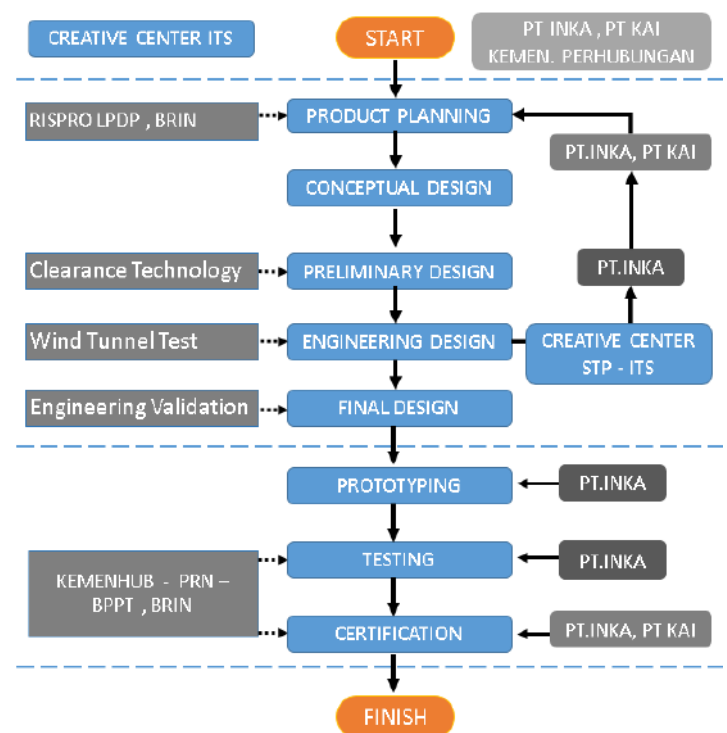 CREATIVE CENTER ITS
START
PT INKA , PT KAI
KEMEN. PERHUBUNGAN
RISPRO LPDP , BRIN
PRODUCT PLANNING
PT.INKA, PT KAI
CONCEPTUAL DESIGN
Clearance Technology
PRELIMINARY DESIGN
PT.INKA
Wind Tunnel Test
ENGINEERING DESIGN
CREATIVE CENTER
STP - ITS
Engineering Validation
FINAL DESIGN
PROTOTYPING
PT.INKA
KEMENHUB - PRN –
BPPT , BRIN
TESTING
PT.INKA
CERTIFICATION
PT.INKA, PT KAI
FINISH